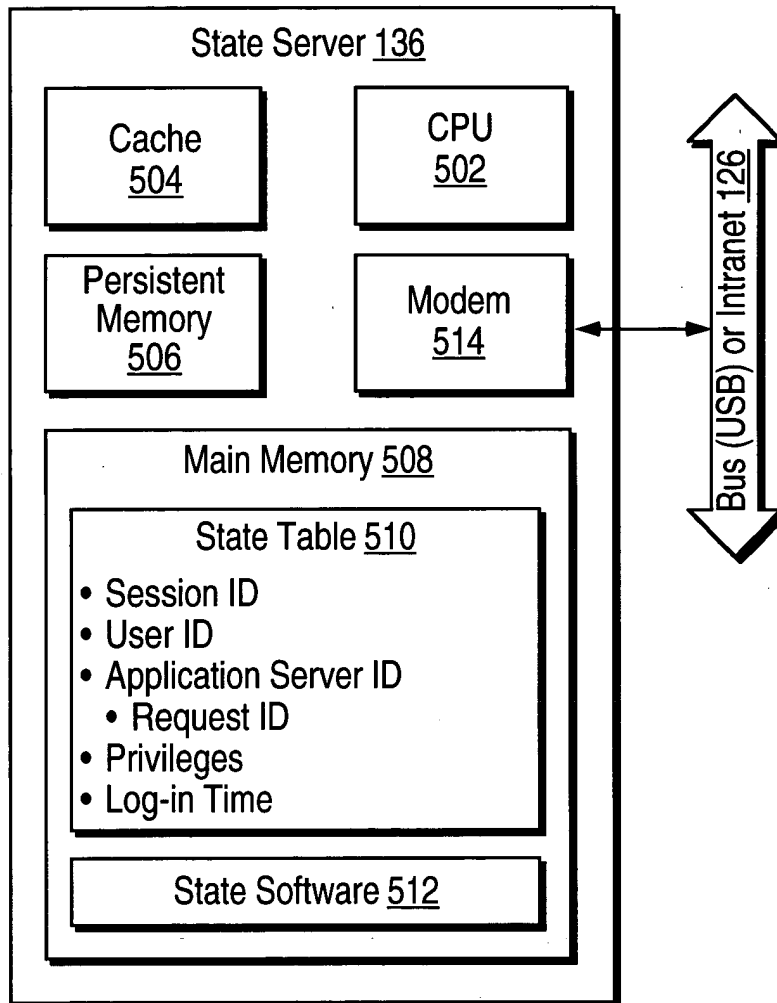 State Server 136
Cache
504
CPU
502
Persistent
Memory
506
Modem
514
Bus (USB) or Intranet 126
Main Memory 508
State Table 510
• Session ID
• User ID
• Application Server ID
• Request ID
• Privileges
• Log-in Time
State Software 512